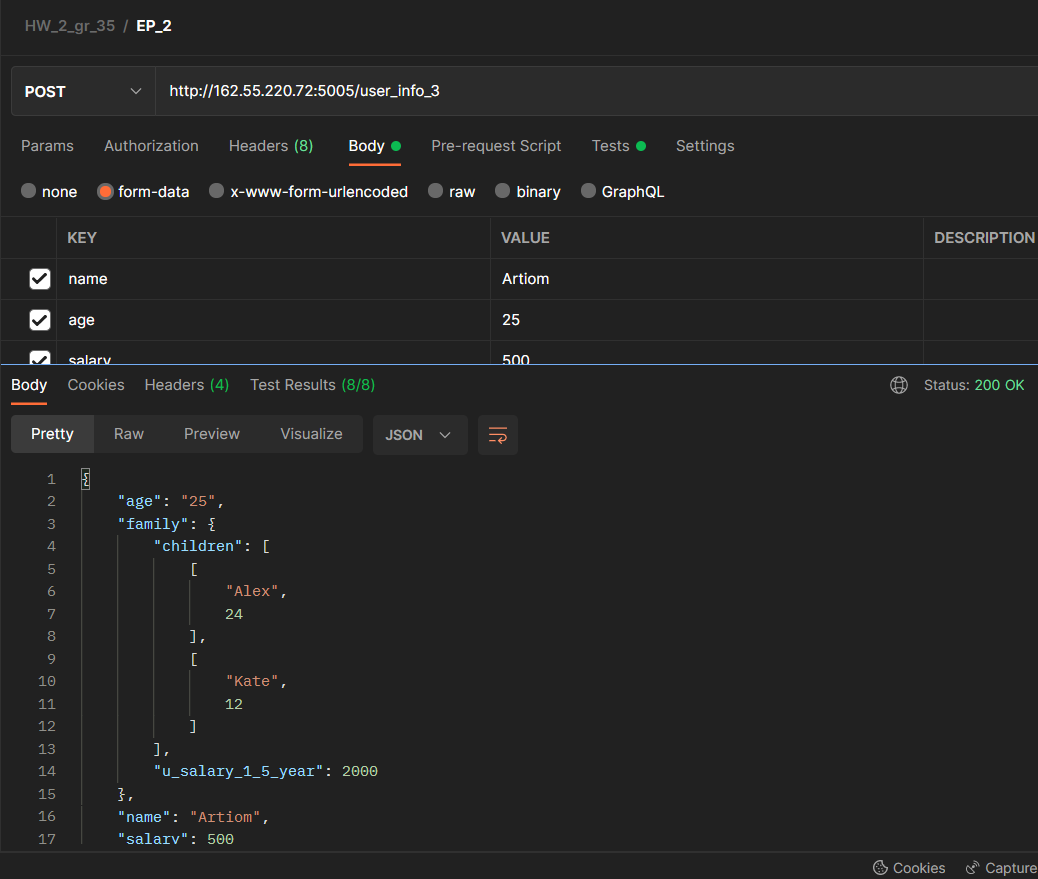 HW_2_gr_35 / EP_2
POST http://162.55.220.72:5005/user_info_3
Params Authorization Headers (8) Body Pre-request Script Tests Settings
none form-data x-www-form-urlencoded raw binary GraphQL
KEY VALUE DESCRIPTION
name Artiom
age 25
salary 500
Body Cookies Headers (4) Test Results (8/8) Status: 200 OK
Pretty Raw Preview Visualize JSON
1 {
2 "age": "25",
3 "family": {
4 "children": [
5 [
6 "Alex",
7 24
8 ],
9 [
10 "Kate",
11 12
12 ]
13 ],
14 "u_salary_1_5_year": 2000
15 },
16 "name": "Artiom",
17 "salary": 500
Cookies Capture